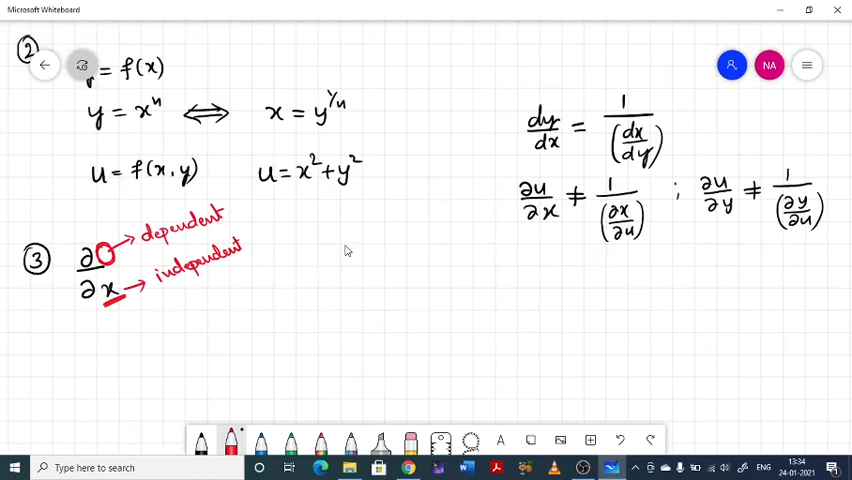 Microsoft Whiteboard
②
= f(x)
y = xⁿ ⟺ x = y^(1/n)
u = f(x,y) u = x² + y²
dy/dx = 1/(dx/dy)
∂u/∂x ≠ 1/(∂x/∂u) ; ∂u/∂y ≠ 1/(∂y/∂u)
③ ∂○/∂x
→ dependent
→ independent
NA
A
Type here to search
ENG
13:34
24-01-2021